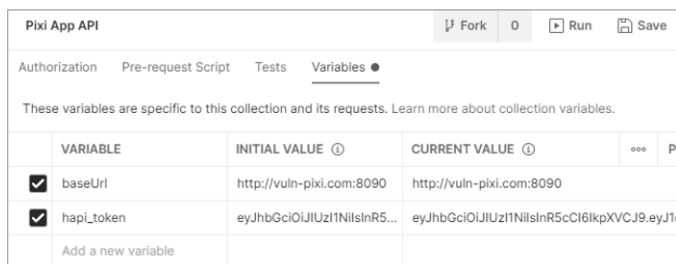 Pixi App API Fork 0 Run Save
Authorization Pre-request Script Tests Variables
These variables are specific to this collection and its requests. Learn more about collection variables.
VARIABLE INITIAL VALUE CURRENT VALUE P
baseUrl http://vuln-pixi.com:8090 http://vuln-pixi.com:8090
hapi_token eyJhbGciOiJIUzI1NiIsInR5... eyJhbGciOiJIUzI1NiIsInR5cCI6IkpXVCJ9.eyJ1
Add a new variable